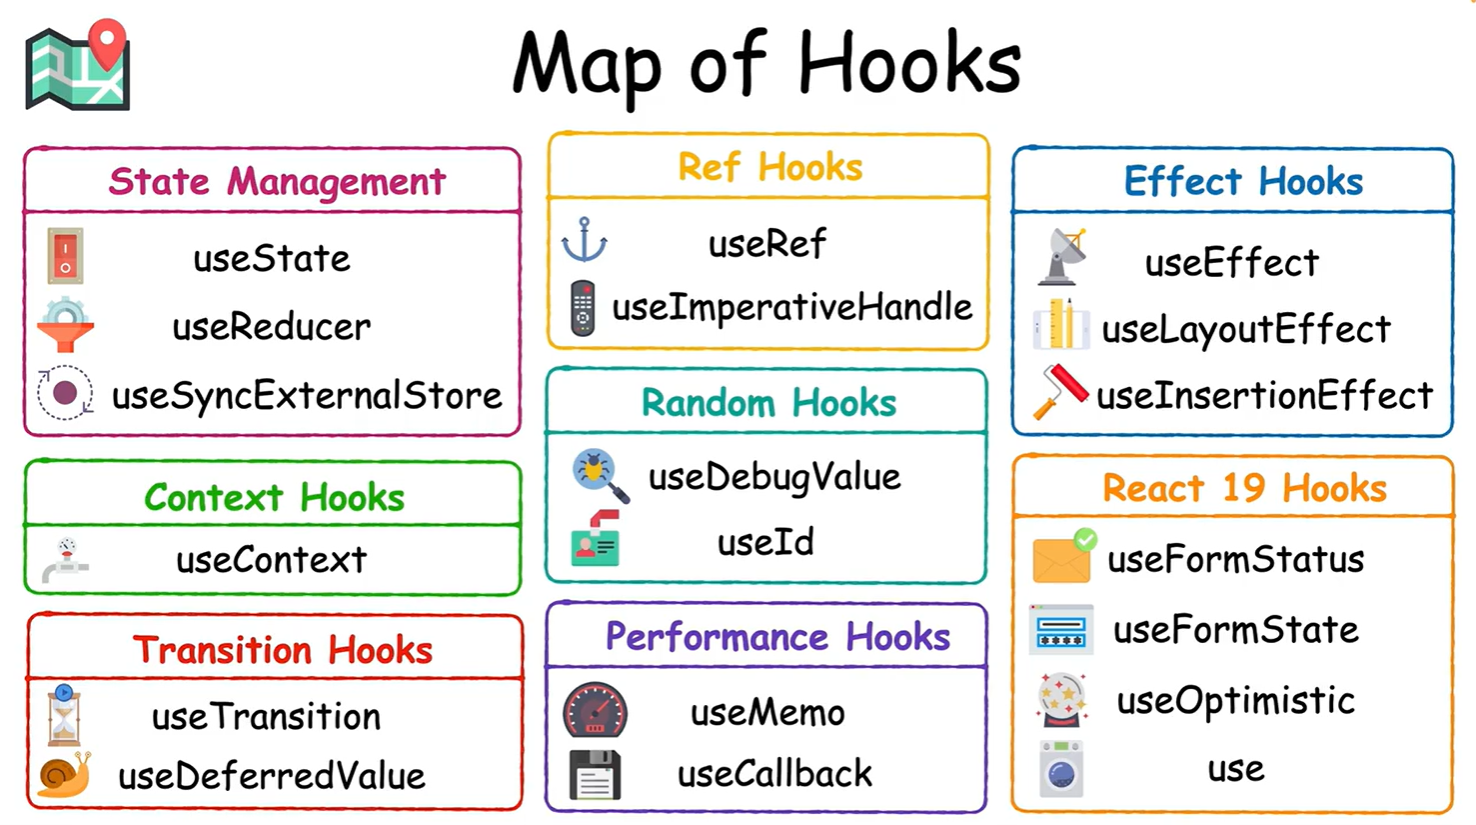 Map of Hooks
State Management
useState
useReducer
useSyncExternalStore
Context Hooks
useContext
Transition Hooks
useTransition
useDeferredValue
Ref Hooks
useRef
useImperativeHandle
Random Hooks
useDebugValue
useId
Performance Hooks
useMemo
useCallback
Effect Hooks
useEffect
useLayoutEffect
useInsertionEffect
React 19 Hooks
useFormStatus
useFormState
useOptimistic
use